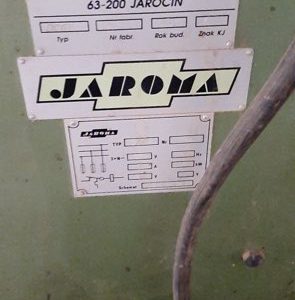 63-200 JAROCIN
Typ Nr fabr Rok bud. Znak KJ
JAROMA
JAROMA
TYP Nr
V Hz
A kW
V V
Schemat